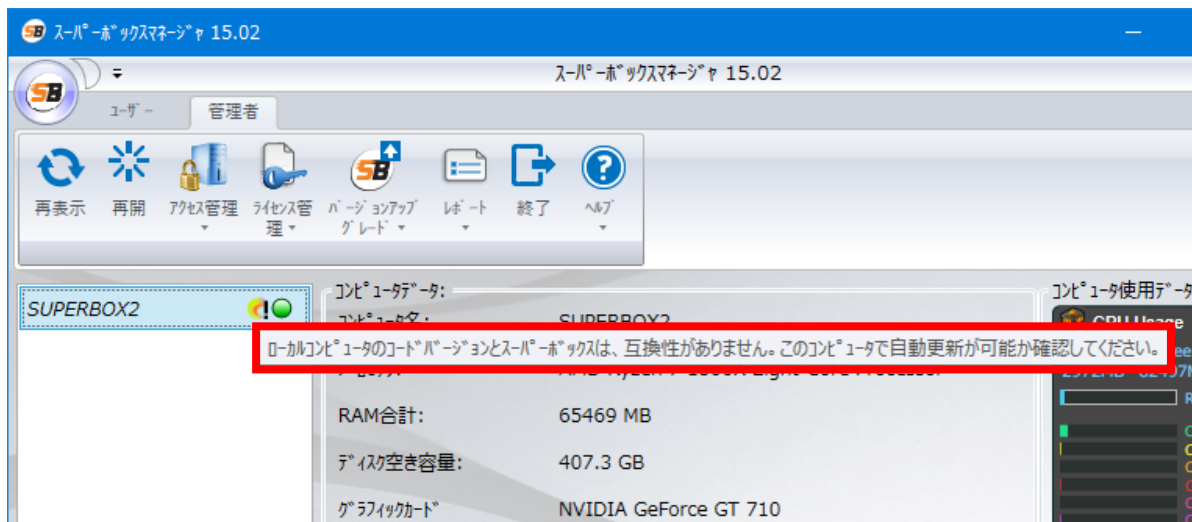 SB ｽｰﾊﾟｰﾎﾞｯｸｽﾏﾈｰｼﾞｬ 15.02
ｽｰﾊﾟｰﾎﾞｯｸｽﾏﾈｰｼﾞｬ 15.02
SB
ﾕｰｻﾞｰ 管理者
SB
再表示 再開 ｱｸｾｽ管理 ﾗｲｾﾝｽ管理 ﾊﾞｰｼﾞｮﾝｱｯﾌﾟｸﾞﾚｰﾄﾞ ﾚﾎﾟｰﾄ 終了 ﾍﾙﾌﾟ
SUPERBOX2
ｺﾝﾋﾟｭｰﾀﾃﾞｰﾀ:
ｺﾝﾋﾟｭｰﾀ使用ﾃﾞｰﾀ
ｺﾝﾋﾟｭｰﾀ名: SUPERBOX2
CPU Usage
ﾛｰｶﾙｺﾝﾋﾟｭｰﾀのｺｰﾄﾞﾊﾞｰｼﾞｮﾝとｽｰﾊﾟｰﾎﾞｯｸｽは、互換性がありません。このｺﾝﾋﾟｭｰﾀで自動更新が可能か確認してください。
RAM合計: 65469 MB
ﾃﾞｨｽｸ空き容量: 407.3 GB
ｸﾞﾗﾌｨｯｸｶｰﾄﾞ NVIDIA GeForce GT 710